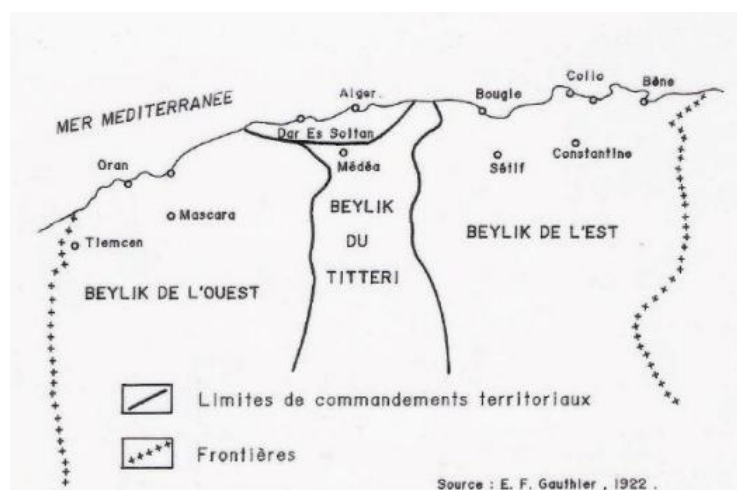 MER MEDITERRANEE
Alger
Bougie
Collo
Bône
Dar Es Soltan
Médéa
Sétif
Constantine
Oran
Mascara
Tlemcen
BEYLIK
DU
TITTERI
BEYLIK DE L'EST
BEYLIK DE L'OUEST
Limites de commandements territoriaux
Frontières
Source : E. F. Gauthier , 1922 .